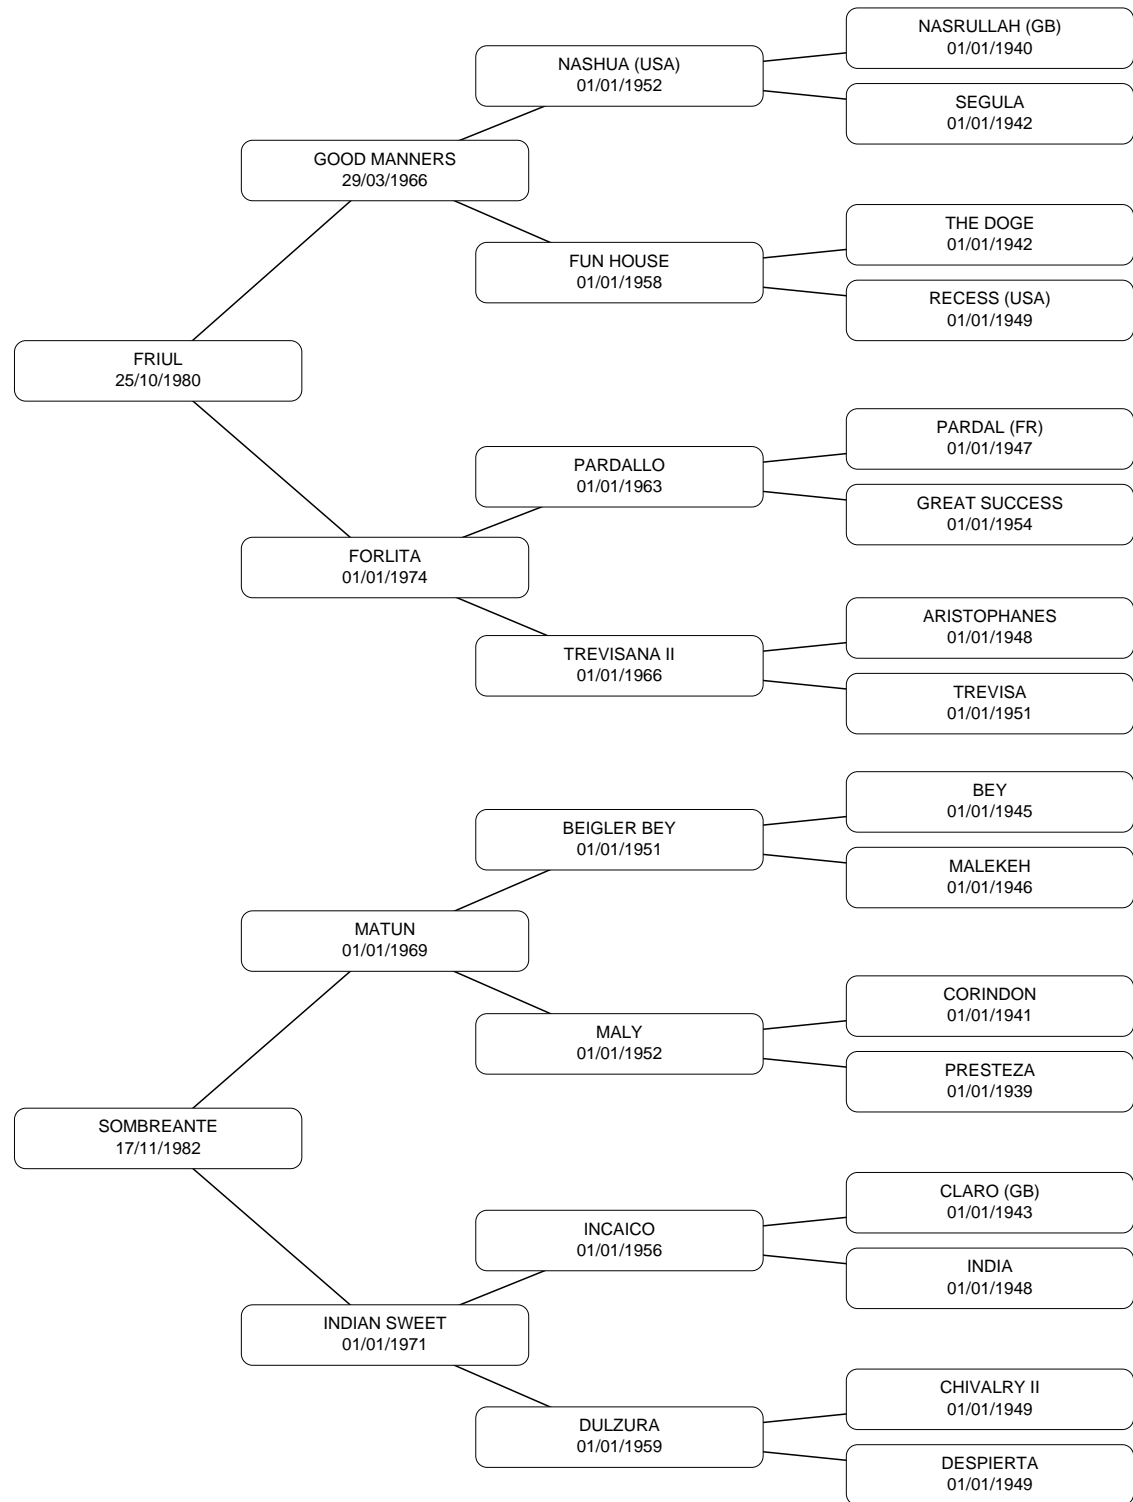 NASRULLAH (GB)
01/01/1940
NASHUA (USA)
01/01/1952
SEGULA
01/01/1942
GOOD MANNERS
29/03/1966
THE DOGE
01/01/1942
FUN HOUSE
01/01/1958
RECESS (USA)
01/01/1949
FRIUL
25/10/1980
PARDAL (FR)
01/01/1947
PARDALLO
01/01/1963
GREAT SUCCESS
01/01/1954
FORLITA
01/01/1974
ARISTOPHANES
01/01/1948
TREVISANA II
01/01/1966
TREVISA
01/01/1951
BEY
01/01/1945
BEIGLER BEY
01/01/1951
MALEKEH
01/01/1946
MATUN
01/01/1969
CORINDON
01/01/1941
MALY
01/01/1952
PRESTEZA
01/01/1939
SOMBREANTE
17/11/1982
CLARO (GB)
01/01/1943
INCAICO
01/01/1956
INDIA
01/01/1948
INDIAN SWEET
01/01/1971
CHIVALRY II
01/01/1949
DULZURA
01/01/1959
DESPIERTA
01/01/1949